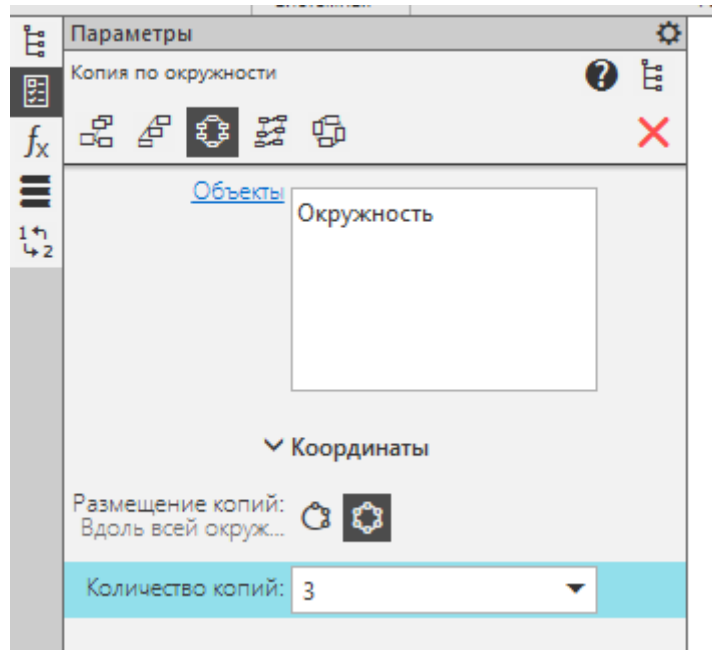 Параметры
Копия по окружности
Объекты
Окружность
Координаты
Размещение копий:
Вдоль всей окруж...
Количество копий: 3